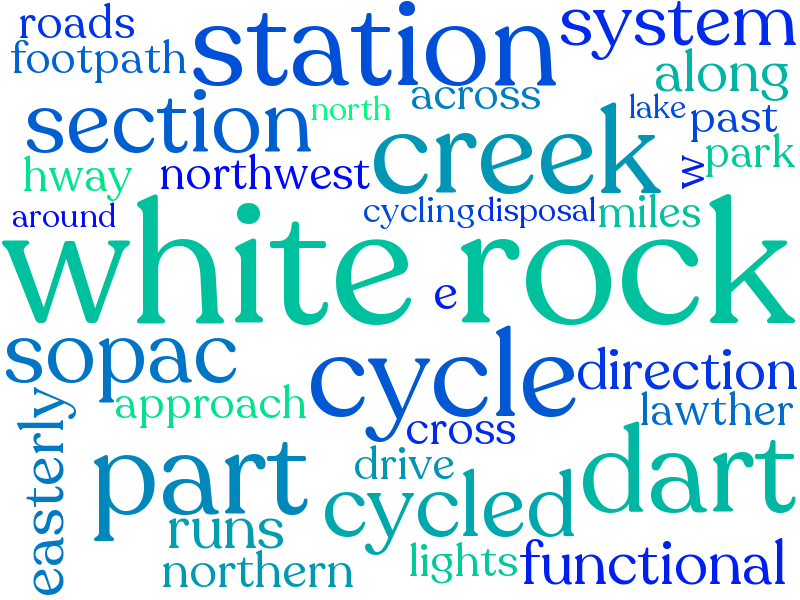 roads
footpath
station
system
along
section
north
across
lake
past
creek
park
hway
northwest
w
around
cycling
disposal
miles
white rock
e
sopac
cycle
direction
approach
lawther
easterly
cross
part
drive
dart
cycled
runs
northern
lights
functional